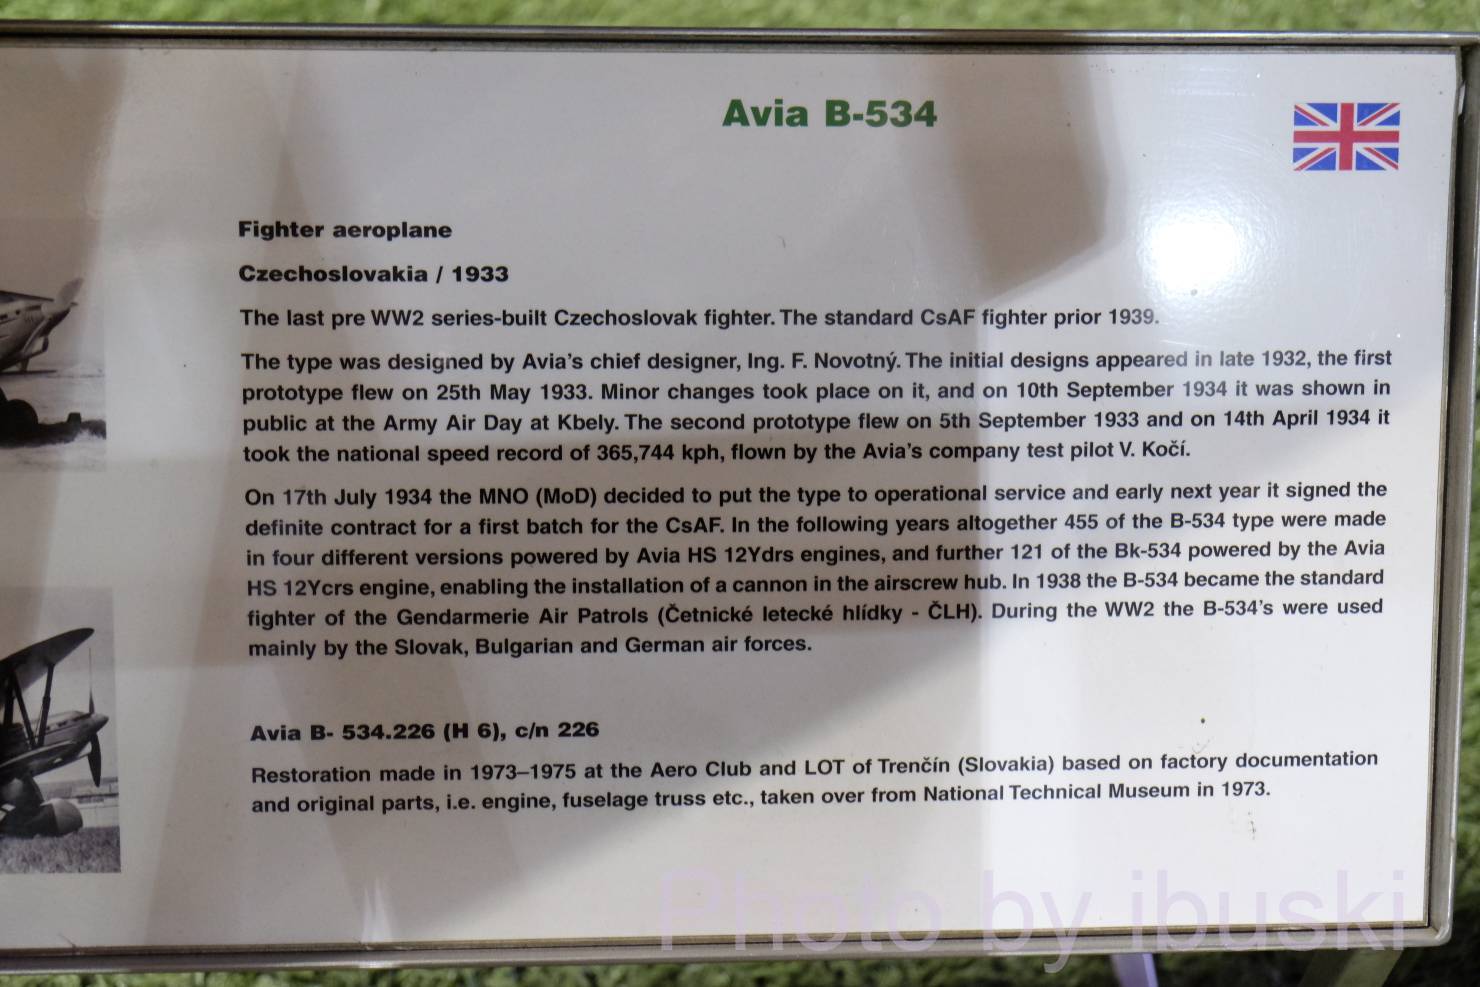 Avia B-534
Fighter aeroplane
Czechoslovakia / 1933
The last pre WW2 series-built Czechoslovak fighter. The standard CsAF fighter prior 1939.
The type was designed by Avia's chief designer, Ing. F. Novotný. The initial designs appeared in late 1932, the first
prototype flew on 25th May 1933. Minor changes took place on it, and on 10th September 1934 it was shown in
public at the Army Air Day at Kbely. The second prototype flew on 5th September 1933 and on 14th April 1934 it
took the national speed record of 365,744 kph, flown by the Avia's company test pilot V. Kočí.
On 17th July 1934 the MNO (MoD) decided to put the type to operational service and early next year it signed the
definite contract for a first batch for the CsAF. In the following years altogether 455 of the B-534 type were made
in four different versions powered by Avia HS 12Ydrs engines, and further 121 of the Bk-534 powered by the Avia
HS 12Ycrs engine, enabling the installation of a cannon in the airscrew hub. In 1938 the B-534 became the standard
fighter of the Gendarmerie Air Patrols (Četnické letecké hlídky - ČLH). During the WW2 the B-534's were used
mainly by the Slovak, Bulgarian and German air forces.
Avia B- 534.226 (H 6), c/n 226
Restoration made in 1973–1975 at the Aero Club and LOT of Trenčín (Slovakia) based on factory documentation
and original parts, i.e. engine, fuselage truss etc., taken over from National Technical Museum in 1973.
Photo by ibuski